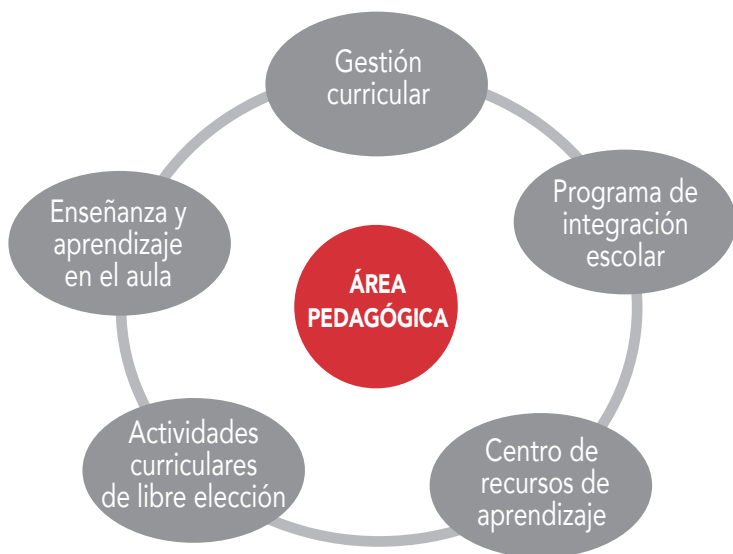 Gestión
curricular
Programa de
integración
escolar
Centro de
recursos de
aprendizaje
Actividades
curriculares
de libre elección
Enseñanza y
aprendizaje
en el aula
ÁREA
PEDAGÓGICA